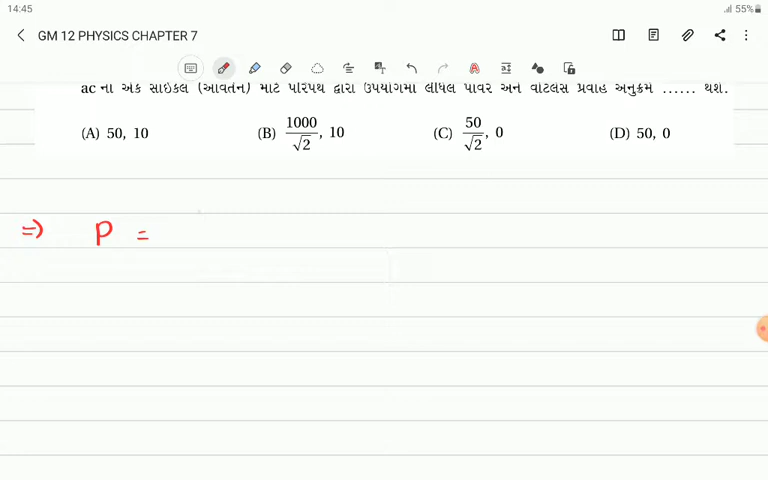 14:45
55%
GM 12 PHYSICS CHAPTER 7
ac ના એક સાઇકલ (આવર્તન) માટે પરિપથ દ્વારા ઉપયોગમાં લીધેલ પાવર અને વૉટલેસ પ્રવાહ અનુક્રમે ...... થશે.
(A) 50, 10 (B) 1000/√2, 10 (C) 50/√2, 0 (D) 50, 0
⇒ P =